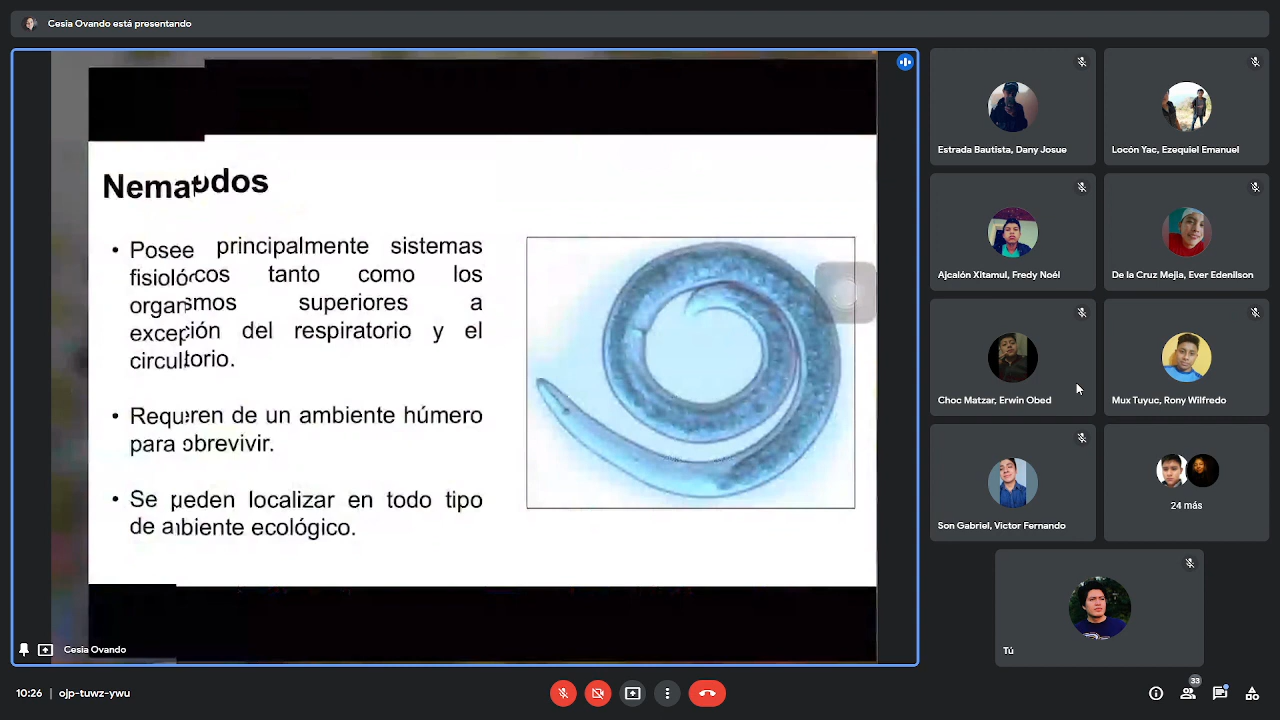 Cesia Ovando está presentando
Nematodos
• Posee principalmente sistemas
fisiológicos tanto como los
organismos superiores a
excepción del respiratorio y el
circulatorio.
• Requieren de un ambiente húmero
para sobrevivir.
• Se pueden localizar en todo tipo
de ambiente ecológico.
Cesia Ovando
Estrada Bautista, Dany Josue
Locón Yac, Ezequiel Emanuel
Ajcalón Xitamul, Fredy Noél
De la Cruz Mejia, Ever Edenilson
Choc Matzar, Erwin Obed
Mux Tuyuc, Rony Wilfredo
Son Gabriel, Victor Fernando
24 más
Tú
10:26 | ojp-tuwz-ywu
33